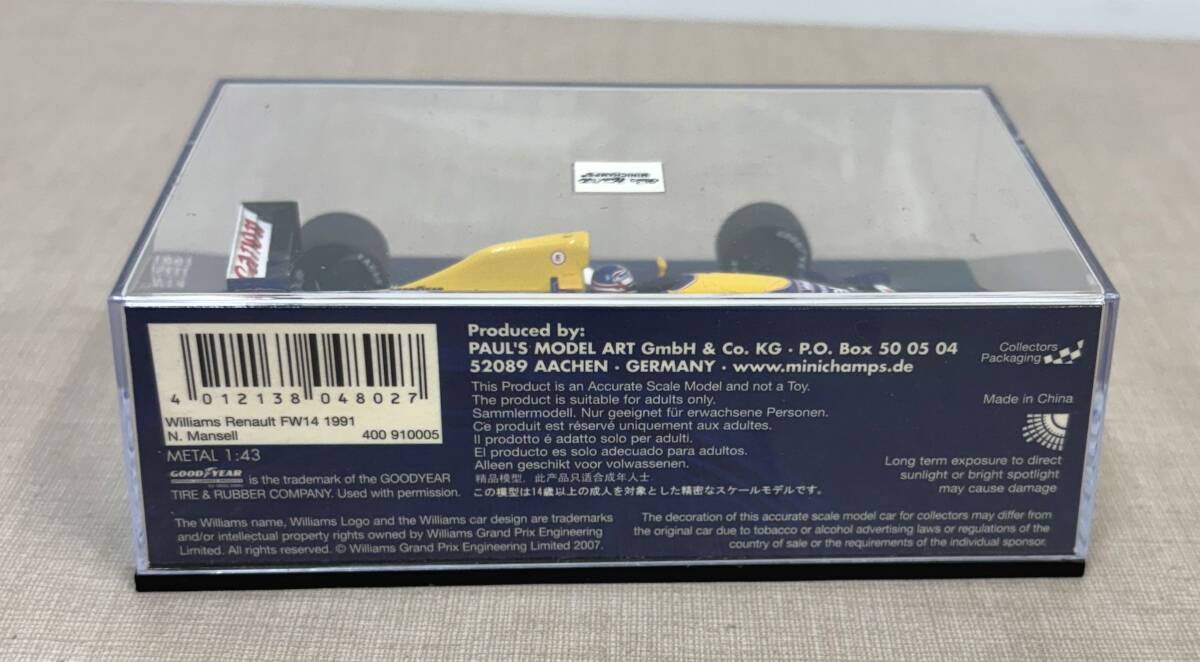 MINICHAMPS
4 012138 048027
Williams Renault FW14 1991
N. Mansell 400 910005
METAL 1:43
GOODYEAR is the trademark of the GOODYEAR
TIRE & RUBBER COMPANY. Used with permission.
The Williams name, Williams Logo and the Williams car design are trademarks
and/or intellectual property rights owned by Williams Grand Prix Engineering
Limited. All rights reserved. © Williams Grand Prix Engineering Limited 2007.
Produced by:
PAUL'S MODEL ART GmbH & Co. KG · P.O. Box 50 05 04
52089 AACHEN · GERMANY · www.minichamps.de
This Product is an Accurate Scale Model and not a Toy.
The product is suitable for adults only.
Sammlermodell. Nur geeignet für erwachsene Personen.
Ce produit est réservé uniquement aux adultes.
Il prodotto é adatto solo per adulti.
El producto es solo adecuado para adultos.
Alleen geschikt voor volwassenen.
精品模型，此产品只适合成年人士
この模型は14歳以上の成人を対象とした精密なスケールモデルです。
Collectors
Packaging
Made in China
Long term exposure to direct
sunlight or bright spotlight
may cause damage
The decoration of this accurate scale model car for collectors may differ from
the original car due to tobacco or alcohol advertising laws or regulations of the
country of sale or the requirements of the individual sponsor.